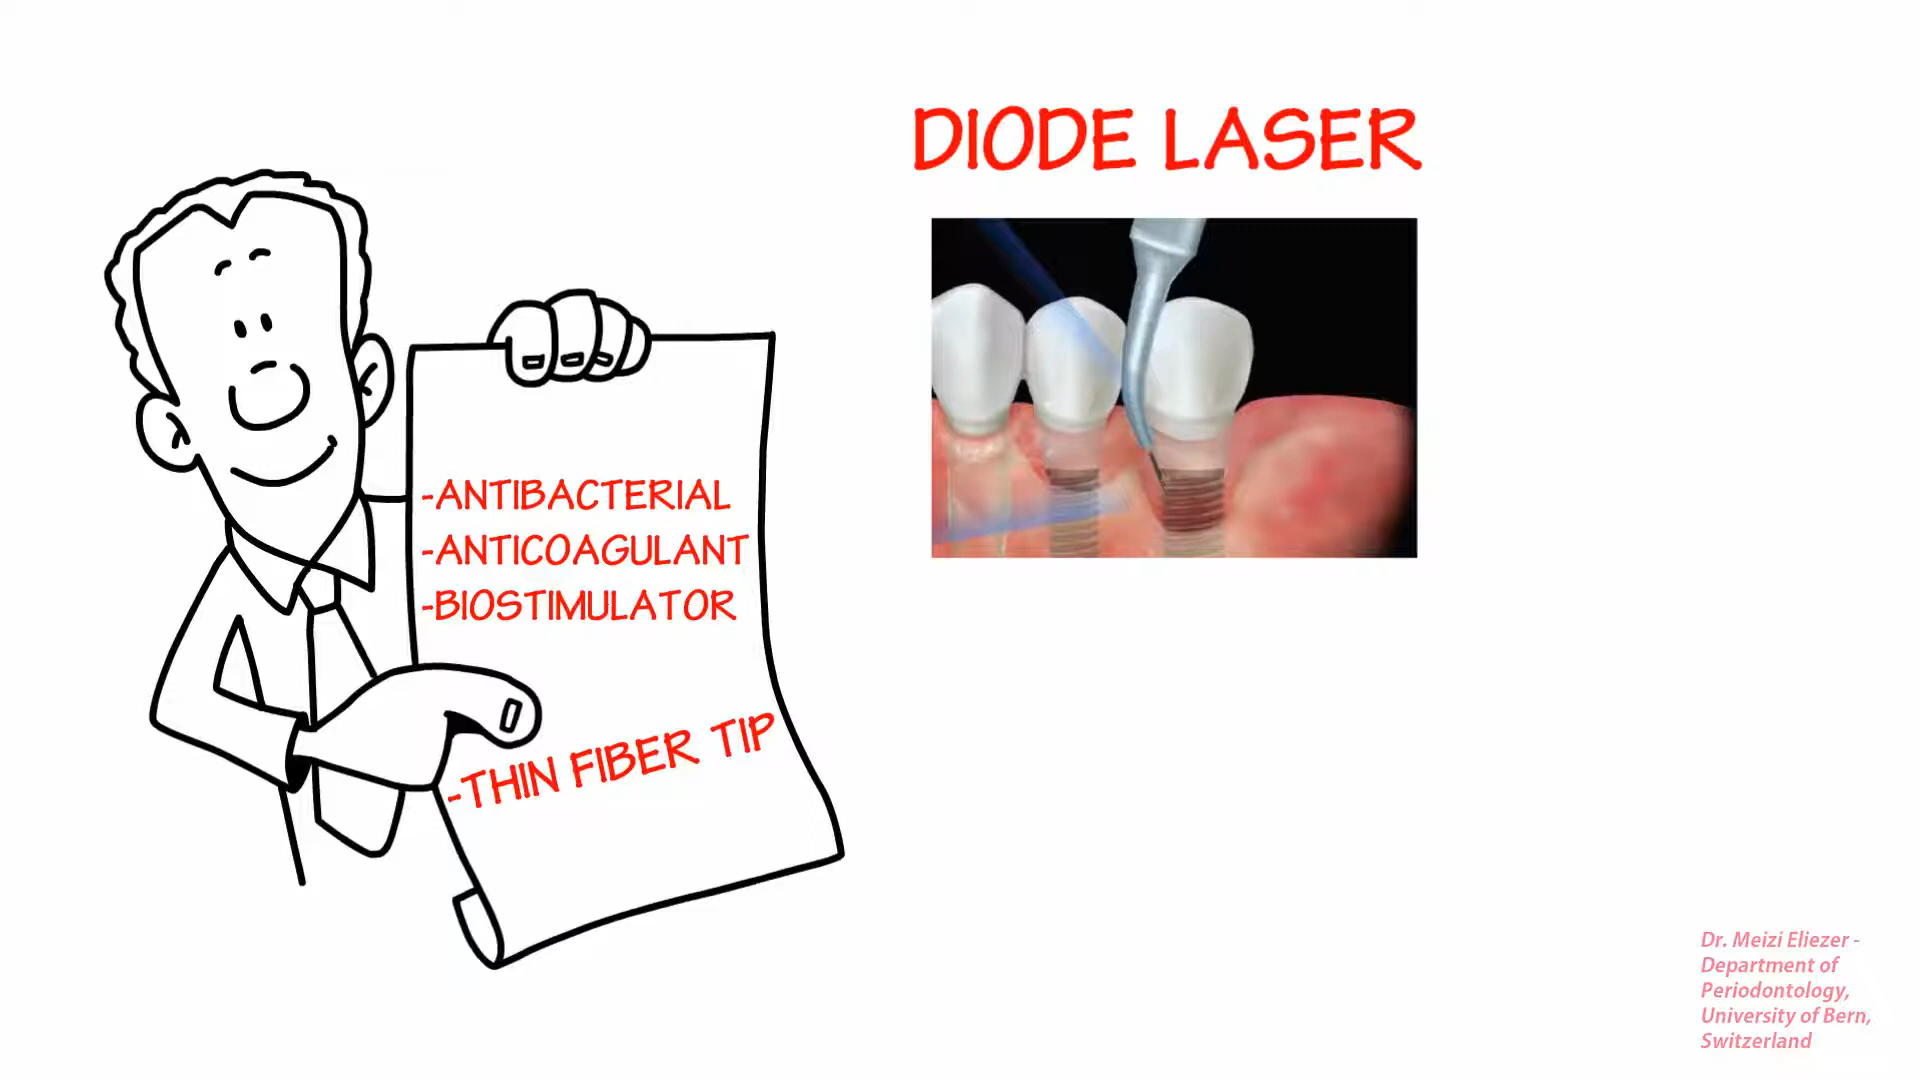 DIODE LASER
-ANTIBACTERIAL
-ANTICOAGULANT
-BIOSTIMULATOR
-THIN FIBER TIP
Dr. Meizi Eliezer -
Department of
Periodontology,
University of Bern,
Switzerland